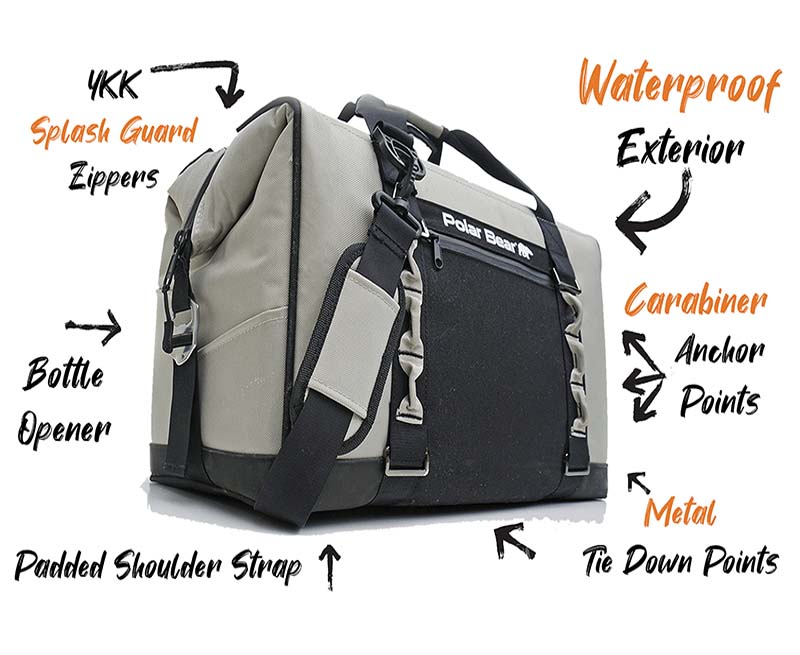 YKK
Splash Guard
Zippers
Waterproof
Exterior
Polar Bear
Carabiner
Anchor
Points
Bottle
Opener
Metal
Tie Down Points
Padded Shoulder Strap